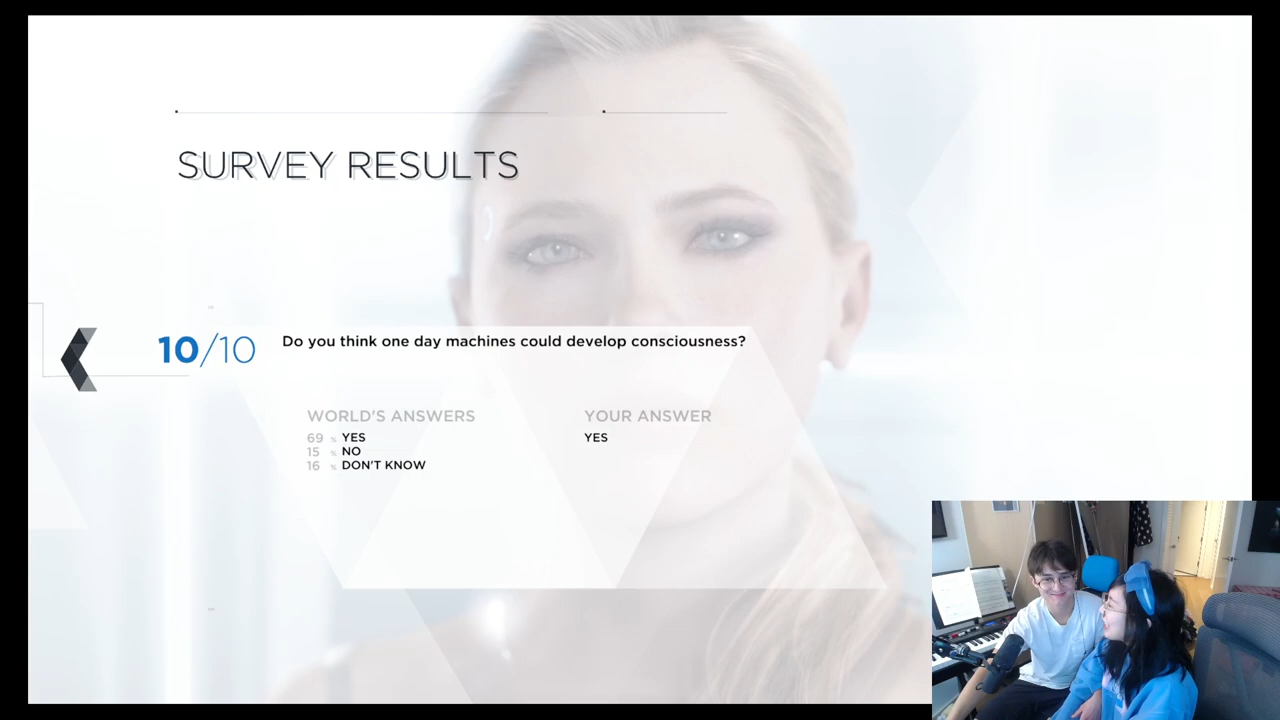 SURVEY RESULTS
10/10 Do you think one day machines could develop consciousness?
WORLD'S ANSWERS YOUR ANSWER
69 % YES YES
15 % NO
16 % DON'T KNOW